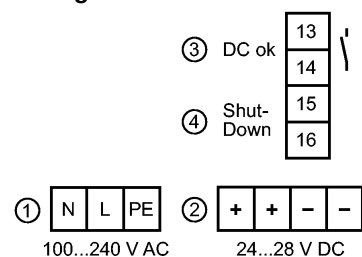 13
③ DC ok
14
15
④ Shut-
Down
16
① N L PE ② + + – –
100...240 V AC 24...28 V DC